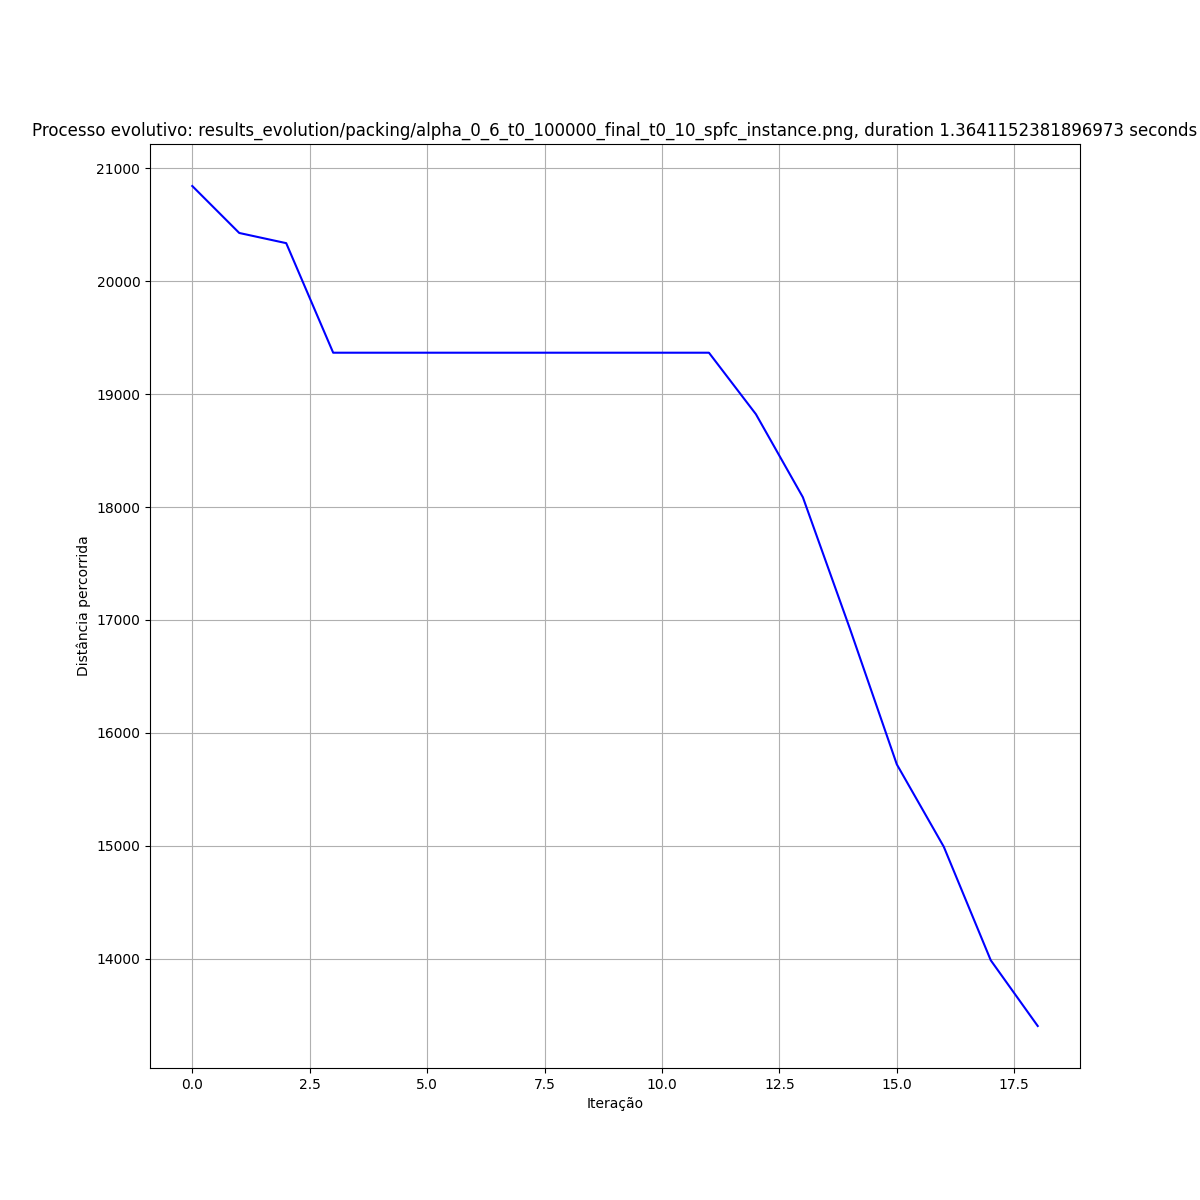 Processo evolutivo: results_evolution/packing/alpha_0_6_t0_100000_final_t0_10_spfc_instance.png, duration 1.3641152381896973 seconds
21000
20000
19000
18000
17000
16000
15000
14000
Distância percorrida
0.0 2.5 5.0 7.5 10.0 12.5 15.0 17.5
Iteração